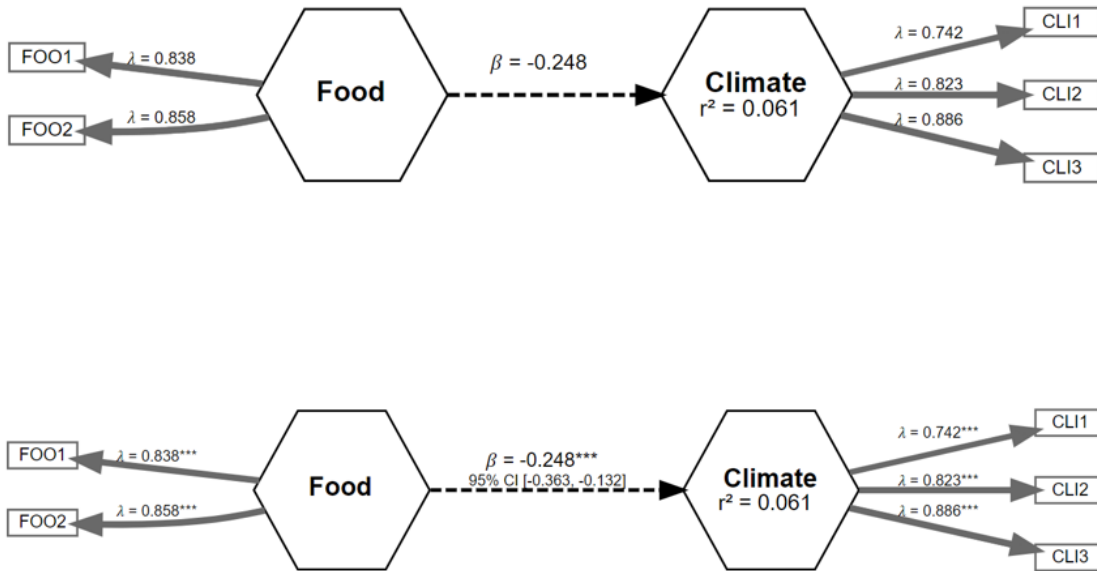 FOO1
λ = 0.838
FOO2
λ = 0.858
Food
β = -0.248
Climate
r² = 0.061
λ = 0.742
CLI1
λ = 0.823
CLI2
λ = 0.886
CLI3
FOO1
λ = 0.838***
FOO2
λ = 0.858***
Food
β = -0.248***
95% CI [-0.363, -0.132]
Climate
r² = 0.061
λ = 0.742***
CLI1
λ = 0.823***
CLI2
λ = 0.886***
CLI3